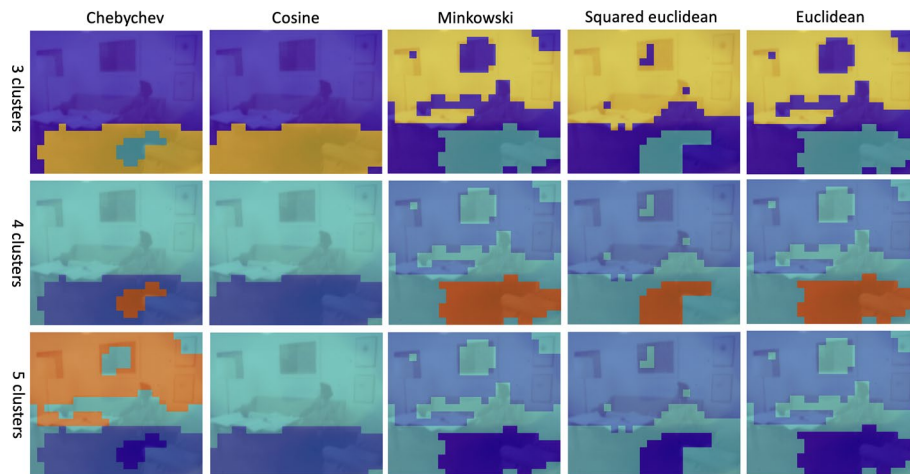 Chebychev Cosine Minkowski Squared euclidean Euclidean
3 clusters
4 clusters
5 clusters